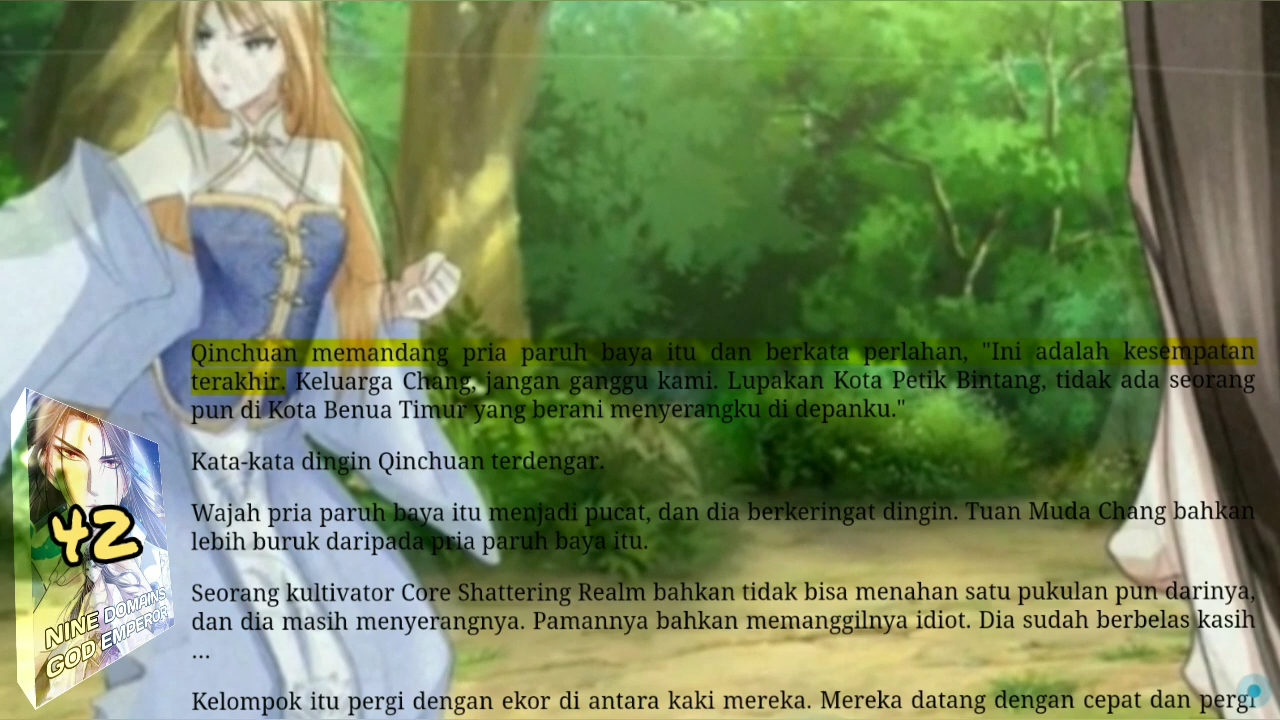 Qinchuan memandang pria paruh baya itu dan berkata perlahan, "Ini adalah kesempatan
terakhir. Keluarga Chang, jangan ganggu kami. Lupakan Kota Petik Bintang, tidak ada seorang
pun di Kota Benua Timur yang berani menyerangku di depanku."
Kata-kata dingin Qinchuan terdengar.
Wajah pria paruh baya itu menjadi pucat, dan dia berkeringat dingin. Tuan Muda Chang bahkan
lebih buruk daripada pria paruh baya itu.
Seorang kultivator Core Shattering Realm bahkan tidak bisa menahan satu pukulan pun darinya,
dan dia masih menyerangnya. Pamannya bahkan memanggilnya idiot. Dia sudah berbelas kasih
...
Kelompok itu pergi dengan ekor di antara kaki mereka. Mereka datang dengan cepat dan pergi
42
NINE DOMAINS
GOD EMPEROR